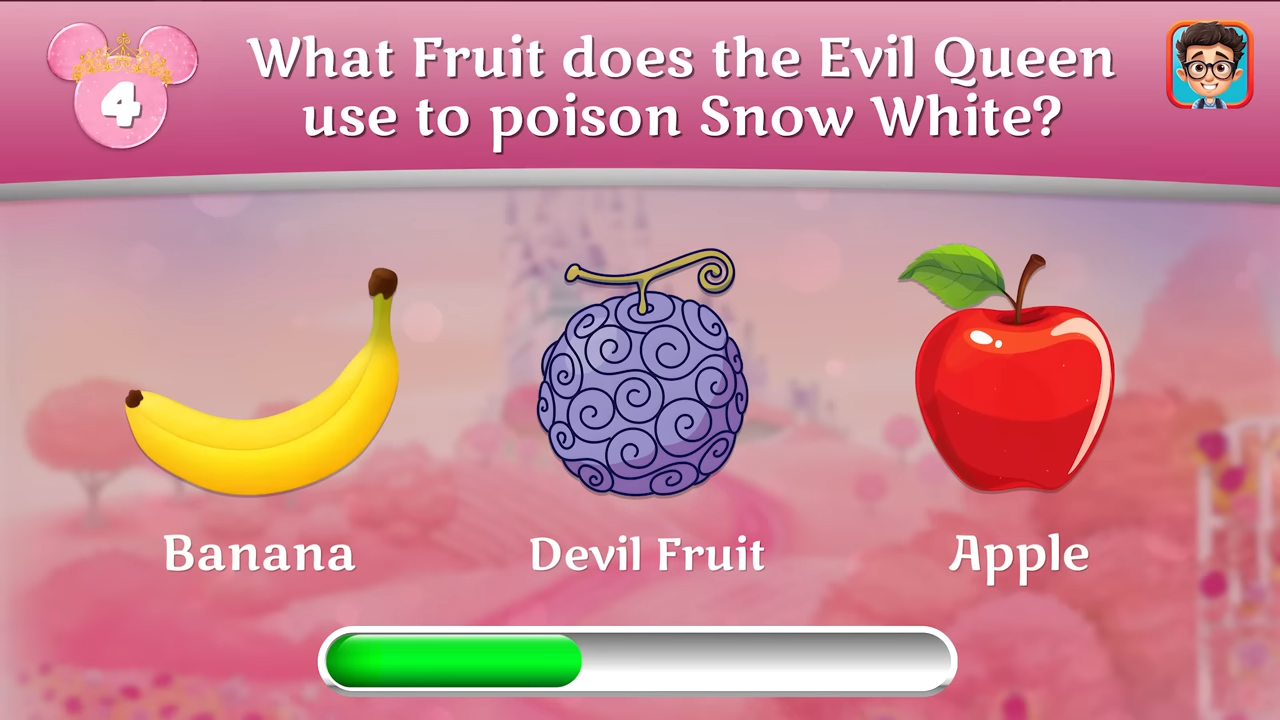 4
What Fruit does the Evil Queen
use to poison Snow White?
Banana
Devil Fruit
Apple